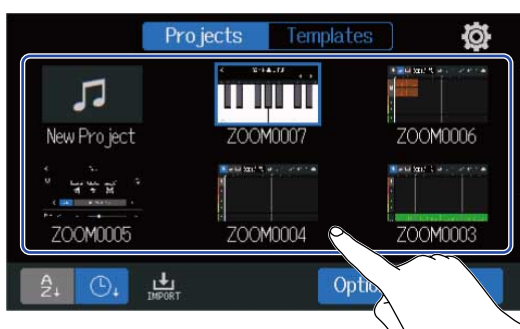 Projects Templates
New Project ZOOM0007 ZOOM0006
ZOOM0005 ZOOM0004 ZOOM0003
A
Z
IMPORT
Optio